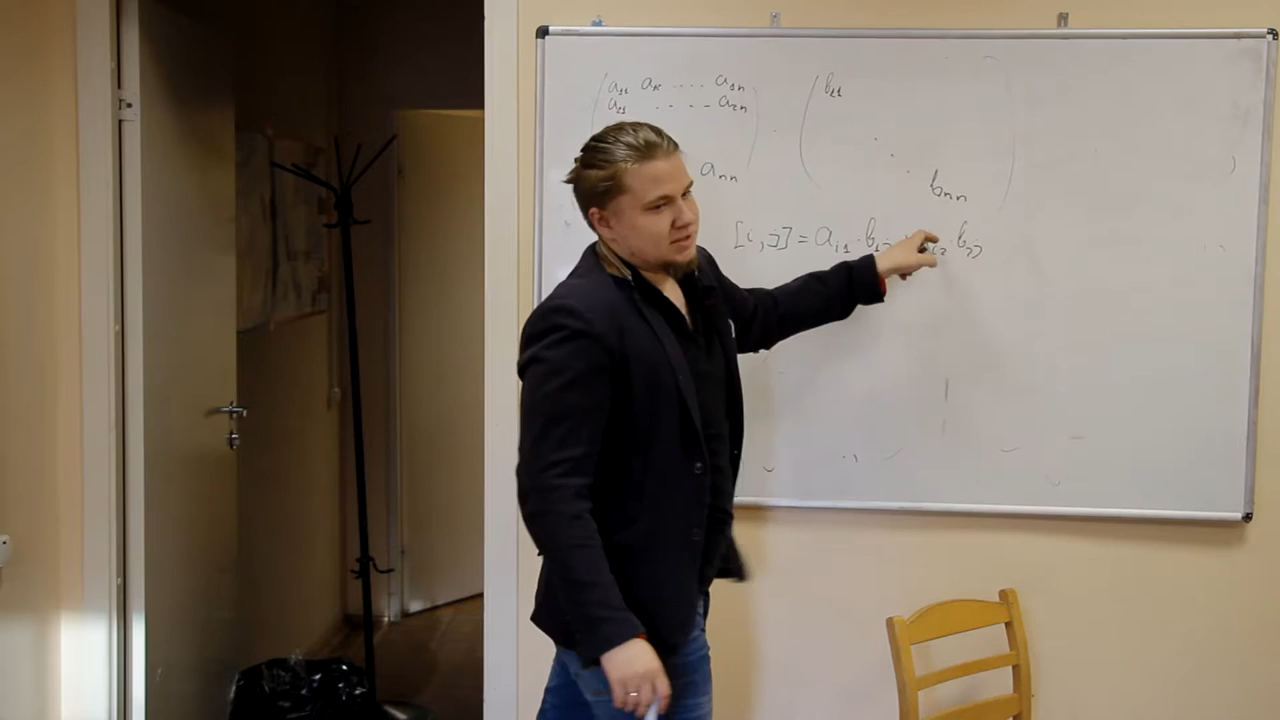 a₁₁ a₁₂ .... a₁ₙ b₁₁
a₂₁ .... a₂ₙ
aₙₙ bₙₙ
[i, j] = aᵢ₁ · b₁ⱼ · b₂ⱼ